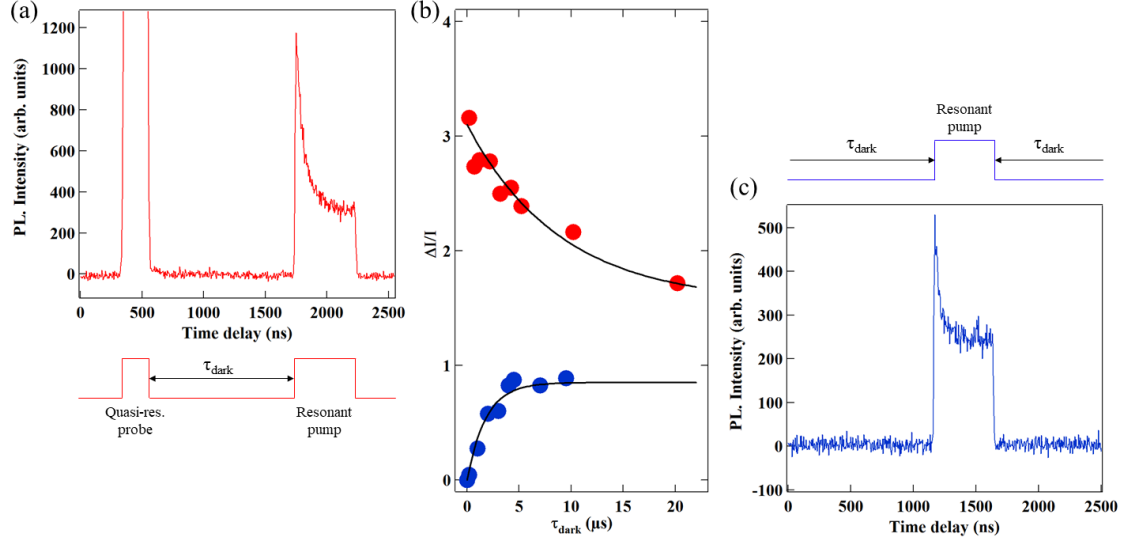 (a)
1200
1000
800
600
400
200
0
PL. Intensity (arb. units)
0 500 1000 1500 2000 2500
Time delay (ns)
τdark
Quasi-res.
probe
Resonant
pump
(b)
4
3
2
1
0
ΔI/I
0 5 10 15 20
τdark (µs)
Resonant
pump
τdark τdark
(c)
500
400
300
200
100
0
-100
PL. Intensity (arb. units)
0 500 1000 1500 2000 2500
Time delay (ns)